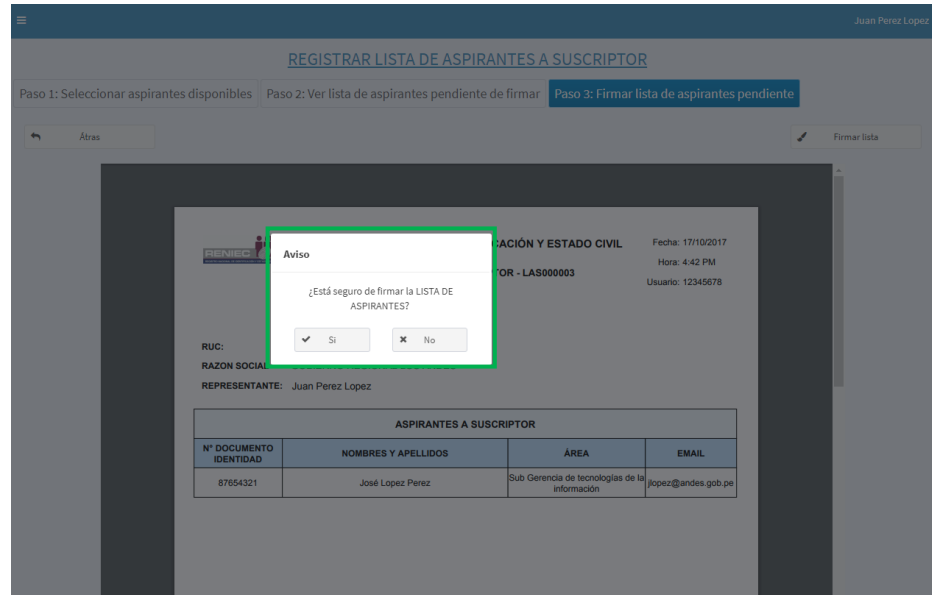 Juan Perez Lopez
REGISTRAR LISTA DE ASPIRANTES A SUSCRIPTOR
Paso 1: Seleccionar aspirantes disponibles
Paso 2: Ver lista de aspirantes pendiente de firmar
Paso 3: Firmar lista de aspirantes pendiente
Átras
Firmar lista
RENIEC
CACIÓN Y ESTADO CIVIL
Fecha: 17/10/2017
Hora: 4:42 PM
TOR - LAS000003
Usuario: 12345678
Aviso
¿Está seguro de firmar la LISTA DE
ASPIRANTES?
Si
No
RUC:
RAZON SOCIAL
REPRESENTANTE: Juan Perez Lopez
ASPIRANTES A SUSCRIPTOR
N° DOCUMENTO
IDENTIDAD
NOMBRES Y APELLIDOS
ÁREA
EMAIL
87654321
José Lopez Perez
Sub Gerencia de tecnologías de la
información
jlopez@andes.gob.pe